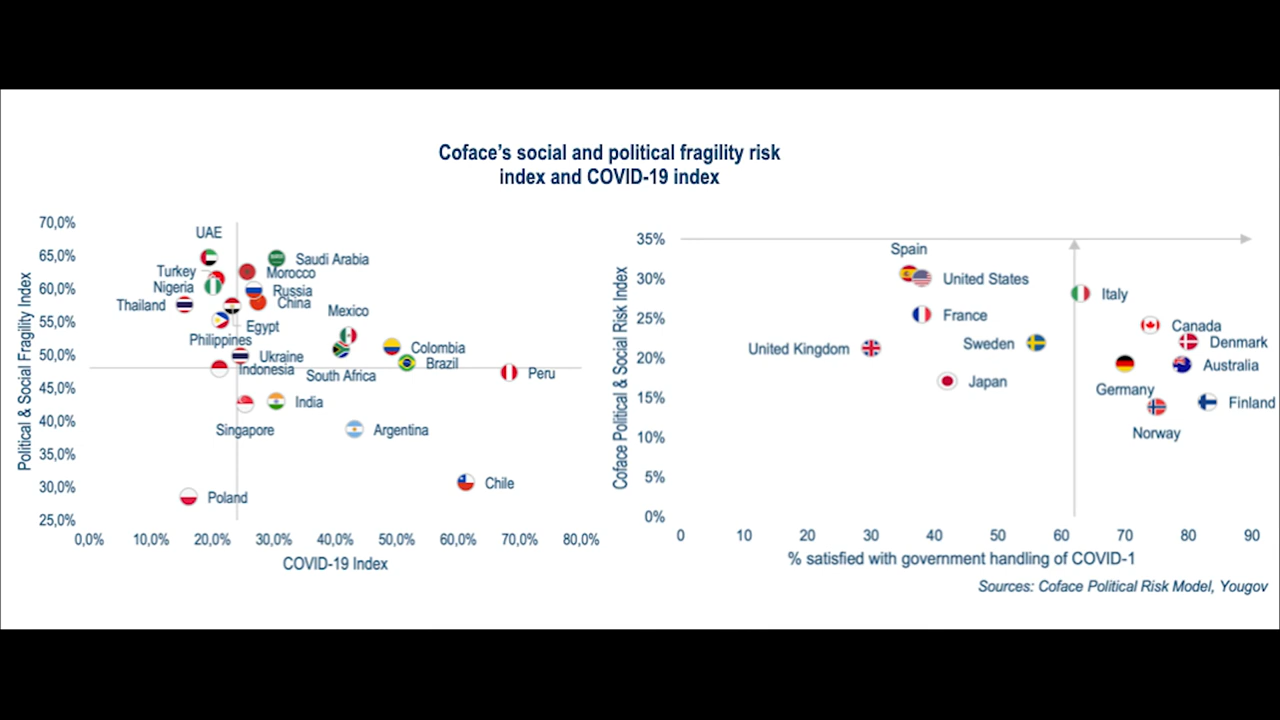 Coface's social and political fragility risk
index and COVID-19 index
Political & Social Fragility Index
70,0%
65,0%
60,0%
55,0%
50,0%
45,0%
40,0%
35,0%
30,0%
25,0%
UAE
Saudi Arabia
Turkey
Morocco
Nigeria
Russia
Thailand
China
Mexico
Egypt
Philippines
Colombia
Ukraine
Brazil
Indonesia
South Africa
Peru
India
Singapore
Argentina
Chile
Poland
0,0%
10,0%
20,0%
30,0%
40,0%
50,0%
60,0%
70,0%
80,0%
COVID-19 Index
Coface Political & Social Risk Index
35%
30%
25%
20%
15%
10%
5%
0%
Spain
United States
Italy
France
Canada
Sweden
Denmark
United Kingdom
Australia
Japan
Germany
Finland
Norway
0
10
20
30
40
50
60
70
80
90
% satisfied with government handling of COVID-1
Sources: Coface Political Risk Model, Yougov